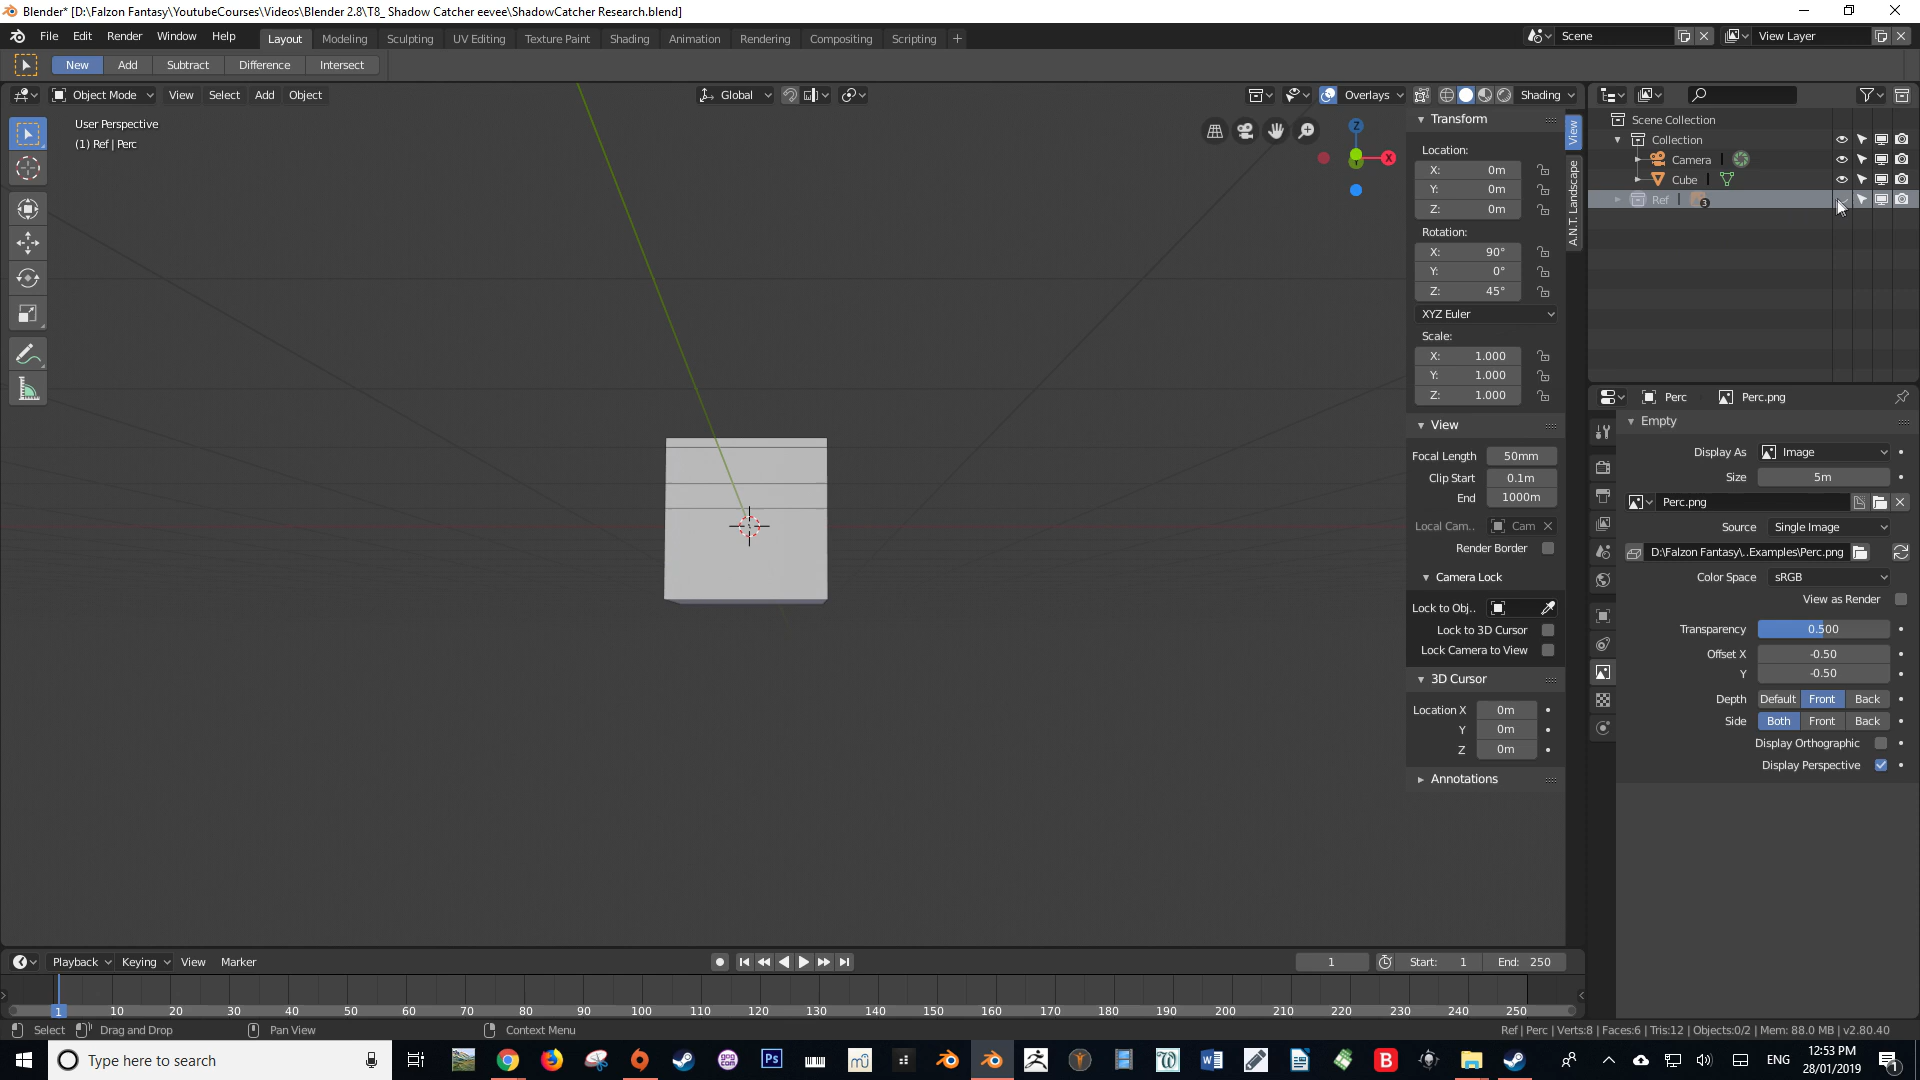 Blender* [D:\Falzon Fantasy\YoutubeCourses\Videos\Blender 2.8\T8_ Shadow Catcher eevee\ShadowCatcher Research.blend]
File Edit Render Window Help Layout Modeling Sculpting UV Editing Texture Paint Shading Animation Rendering Compositing Scripting + Scene View Layer
New Add Subtract Difference Intersect
Object Mode View Select Add Object Global Overlays Shading
User Perspective
(1) Ref | Perc
Z
X
Y
Transform
Location:
X: 0m
Y: 0m
Z: 0m
Rotation:
X: 90°
Y: 0°
Z: 45°
XYZ Euler
Scale:
X: 1.000
Y: 1.000
Z: 1.000
View
Focal Length 50mm
Clip Start 0.1m
End 1000m
Local Cam.. Cam
Render Border
Camera Lock
Lock to Obj..
Lock to 3D Cursor
Lock Camera to View
3D Cursor
Location X 0m
Y 0m
Z 0m
Annotations
View
A.N.T. Landscape
Scene Collection
Collection
Camera
Cube
Ref 3
Perc Perc.png
Empty
Display As Image
Size 5m
Perc.png
Source Single Image
D:\Falzon Fantasy\..Examples\Perc.png
Color Space sRGB
View as Render
Transparency 0.500
Offset X -0.50
Y -0.50
Depth Default Front Back
Side Both Front Back
Display Orthographic
Display Perspective
Playback Keying View Marker 1 Start: 1 End: 250
1 10 20 30 40 50 60 70 80 90 100 110 120 130 140 150 160 170 180 190 200 210 220 230 240 250
Select Drag and Drop Pan View Context Menu Ref | Perc | Verts:8 | Faces:6 | Tris:12 | Objects:0/2 | Mem: 88.0 MB | v2.80.40
Type here to search ENG 12:53 PM
28/01/2019
1